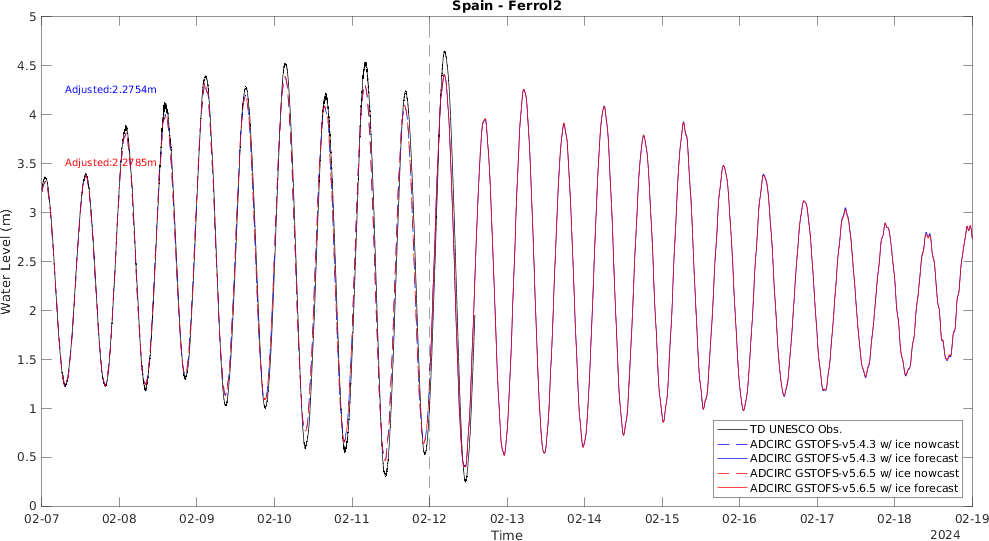 Spain - Ferrol2
Water Level (m)
5
4.5
4
3.5
3
2.5
2
1.5
1
0.5
0
Adjusted:2.2754m
Adjusted:2.2785m
TD UNESCO Obs.
ADCIRC GSTOFS-v5.4.3 w/ ice nowcast
ADCIRC GSTOFS-v5.4.3 w/ ice forecast
ADCIRC GSTOFS-v5.6.5 w/ ice nowcast
ADCIRC GSTOFS-v5.6.5 w/ ice forecast
02-07 02-08 02-09 02-10 02-11 02-12 02-13 02-14 02-15 02-16 02-17 02-18 02-19
Time
2024